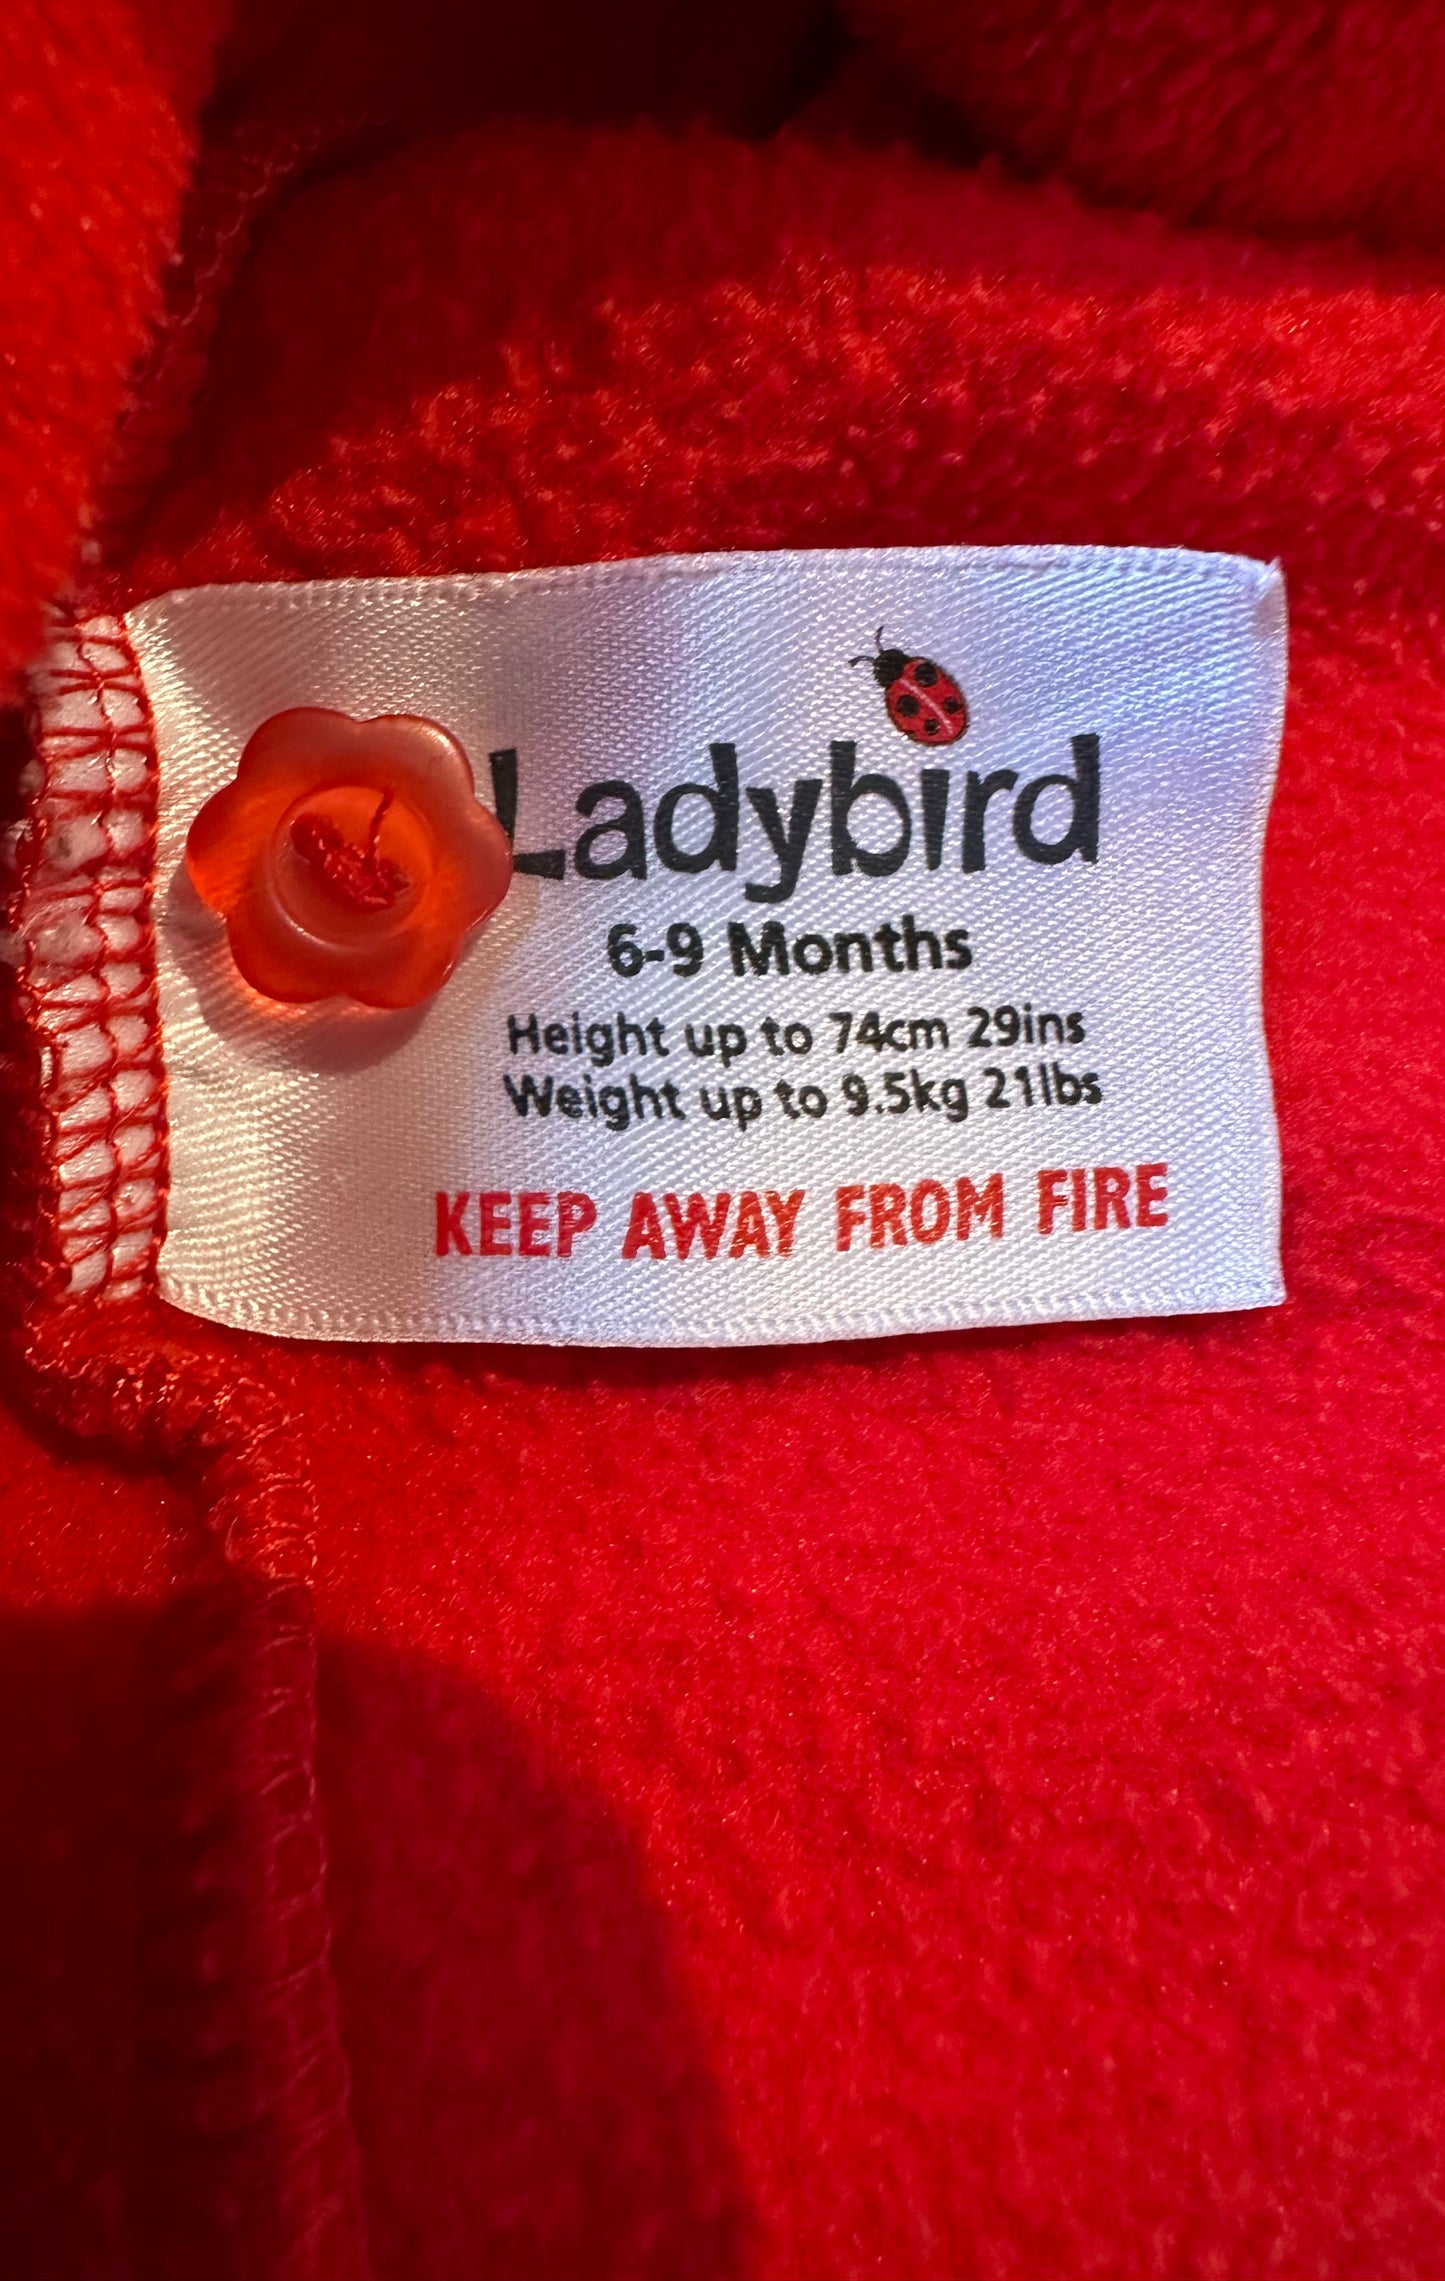 Ladybird
6-9 Months
Height up to 74cm 29ins
Weight up to 9.5kg 21lbs
KEEP AWAY FROM FIRE